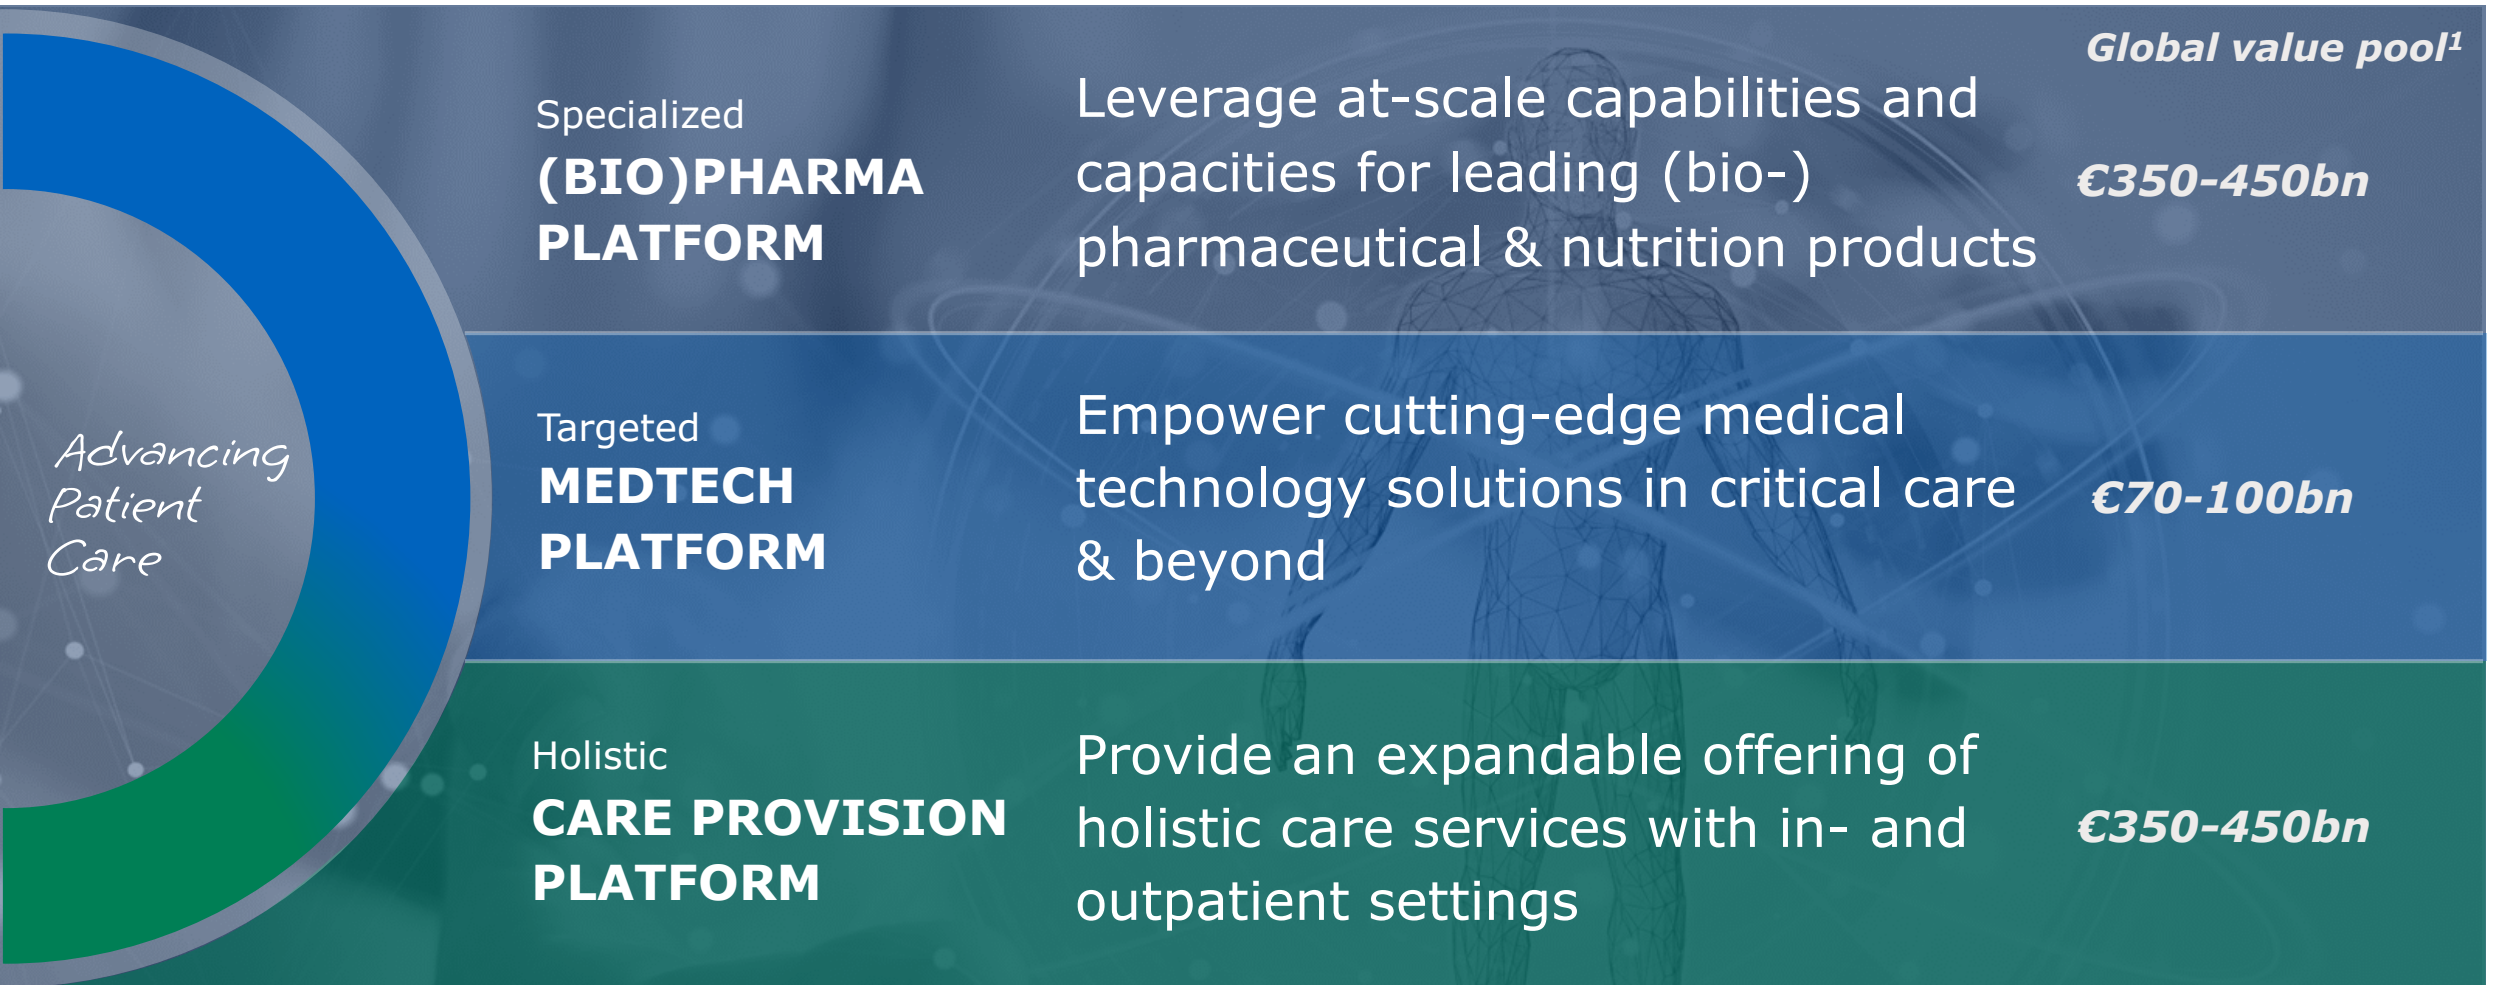 Global value pool¹
Specialized
(BIO)PHARMA
PLATFORM
Leverage at-scale capabilities and
capacities for leading (bio-)
pharmaceutical & nutrition products
€350-450bn
Advancing
Patient
Care
Targeted
MEDTECH
PLATFORM
Empower cutting-edge medical
technology solutions in critical care
& beyond
€70-100bn
Holistic
CARE PROVISION
PLATFORM
Provide an expandable offering of
holistic care services with in- and
outpatient settings
€350-450bn